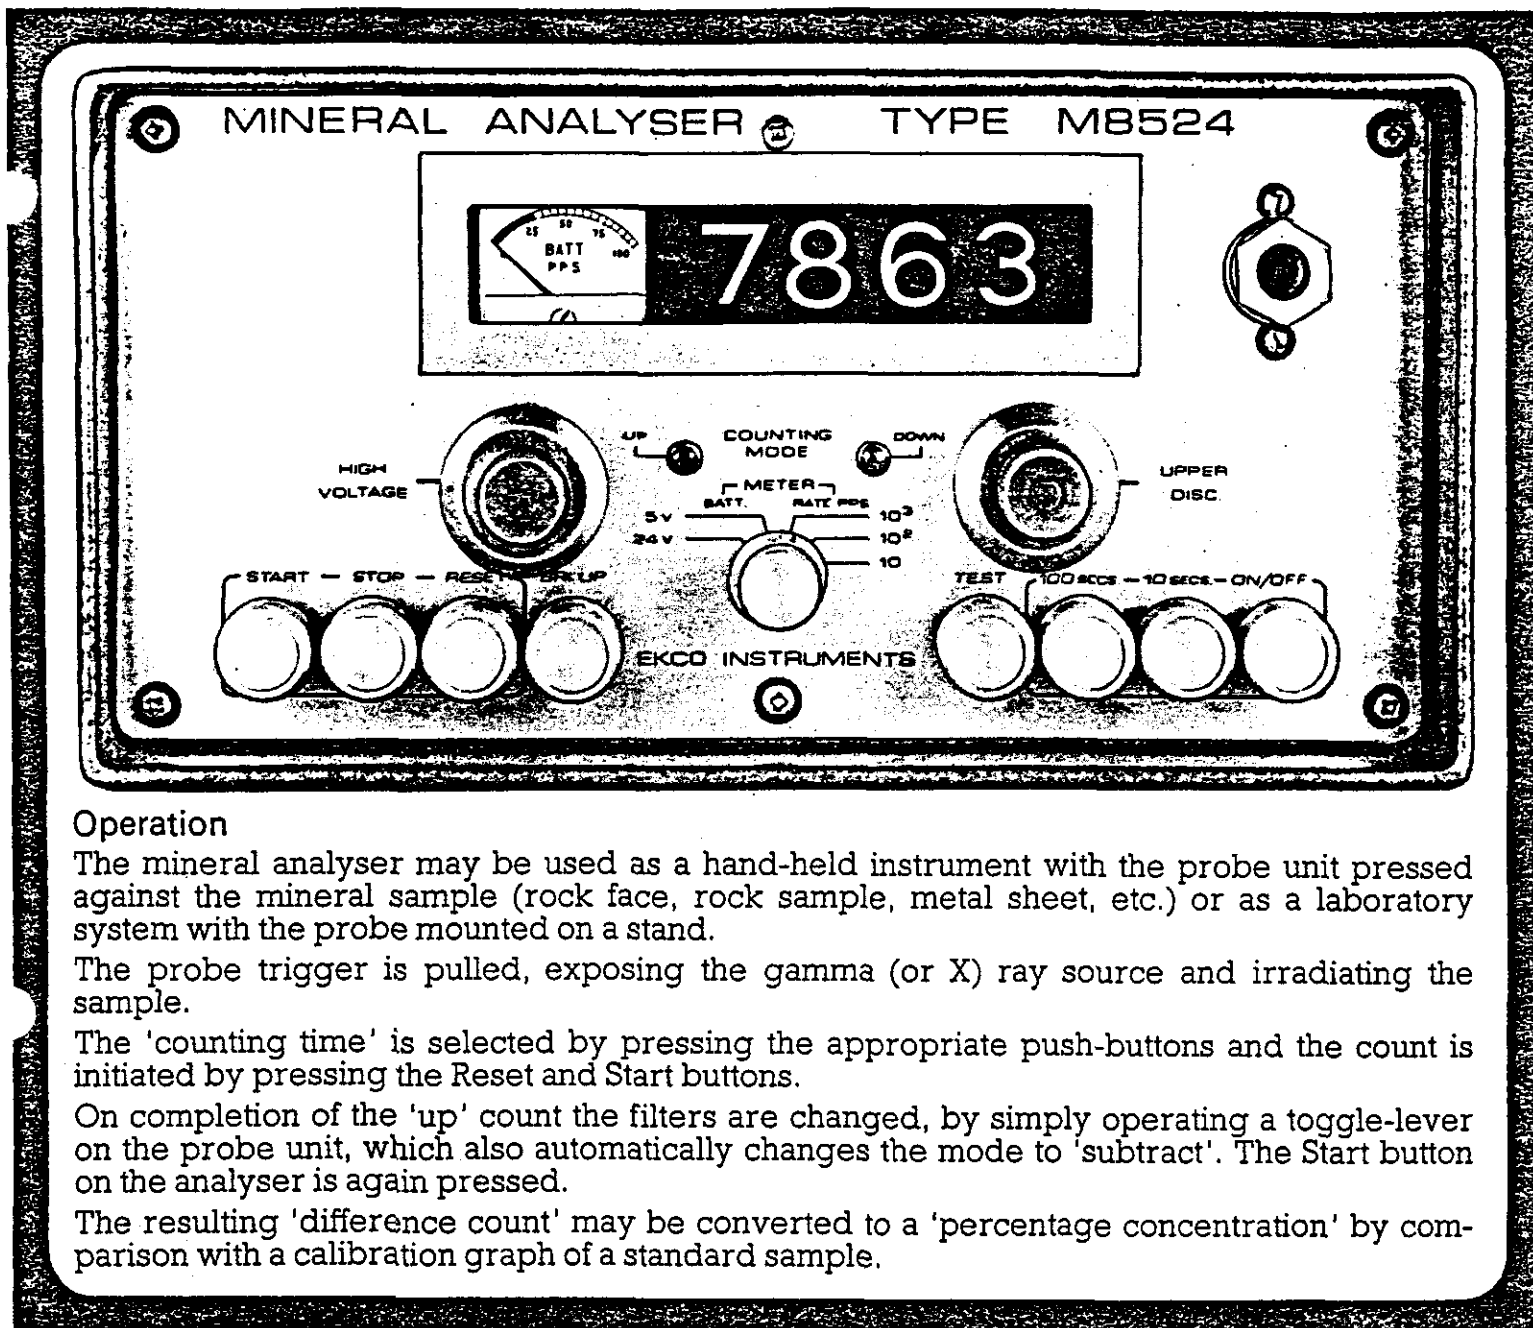 MINERAL ANALYSER TYPE M8524
25 50 75 100
BATT
PPS
7863
UP COUNTING DOWN
MODE
HIGH
VOLTAGE
UPPER
DISC.
METER
BATT. RATE PPS
5V 10³
24V 10²
10
START – STOP – RESET
TEST 100 SECS – 10 SECS. – ON/OFF
EKCO INSTRUMENTS
Operation
The mineral analyser may be used as a hand-held instrument with the probe unit pressed
against the mineral sample (rock face, rock sample, metal sheet, etc.) or as a laboratory
system with the probe mounted on a stand.
The probe trigger is pulled, exposing the gamma (or X) ray source and irradiating the
sample.
The 'counting time' is selected by pressing the appropriate push-buttons and the count is
initiated by pressing the Reset and Start buttons.
On completion of the 'up' count the filters are changed, by simply operating a toggle-lever
on the probe unit, which also automatically changes the mode to 'subtract'. The Start button
on the analyser is again pressed.
The resulting 'difference count' may be converted to a 'percentage concentration' by com-
parison with a calibration graph of a standard sample.